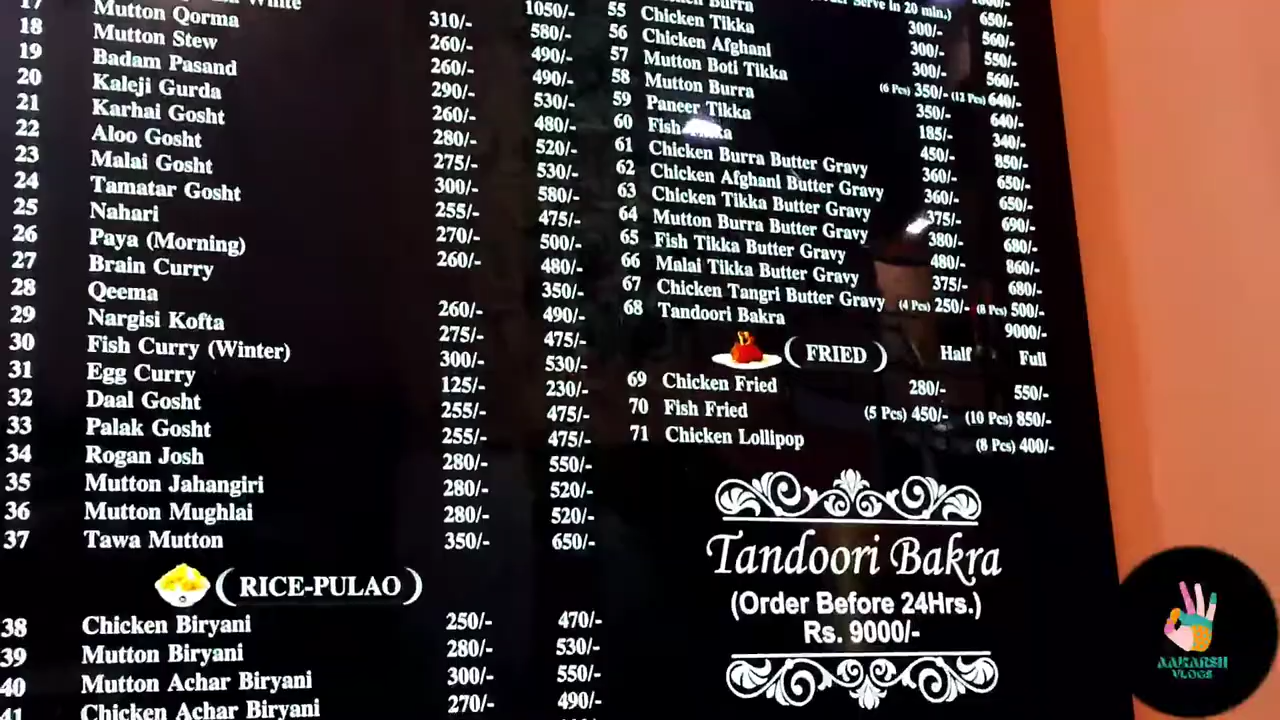 White 310/- 580/-
1050/-
17 Mutton Qorma 260/- 490/-
18 Mutton Stew 260/- 490/-
19 Badam Pasand 290/- 530/-
20 Kaleji Gurda 260/- 480/-
21 Karhai Gosht 280/- 520/-
22 Aloo Gosht 275/- 530/-
23 Malai Gosht 300/- 580/-
24 Tamatar Gosht 255/- 475/-
25 Nahari 270/- 500/-
26 Paya (Morning) 260/- 480/-
27 Brain Curry 350/-
28 Qeema 260/- 490/-
29 Nargisi Kofta 275/- 475/-
30 Fish Curry (Winter) 300/- 530/-
31 Egg Curry 125/- 230/-
32 Daal Gosht 255/- 475/-
33 Palak Gosht 255/- 475/-
34 Rogan Josh 280/- 550/-
35 Mutton Jahangiri 280/- 520/-
36 Mutton Mughlai 280/- 520/-
37 Tawa Mutton 350/- 650/-
(RICE-PULAO)
38 Chicken Biryani 250/- 470/-
39 Mutton Biryani 280/- 530/-
40 Mutton Achar Biryani 300/- 550/-
41 Chicken Achar Biryani 270/- 490/-
Serve in 20 min.) 650/-
Burra 300/- 560/-
55 Chicken Tikka 300/- 550/-
56 Chicken Afghani 300/- 560/-
57 Mutton Boti Tikka (6 Pcs) 350/- (12 Pcs) 640/-
58 Mutton Burra 350/- 640/-
59 Paneer Tikka 185/- 340/-
60 Fish Tikka 450/- 850/-
61 Chicken Burra Butter Gravy 360/- 650/-
62 Chicken Afghani Butter Gravy 360/- 650/-
63 Chicken Tikka Butter Gravy 375/- 690/-
64 Mutton Burra Butter Gravy 380/- 680/-
65 Fish Tikka Butter Gravy 480/- 860/-
66 Malai Tikka Butter Gravy 375/- 680/-
67 Chicken Tangri Butter Gravy (4 Pcs) 250/- (8 Pcs) 500/-
68 Tandoori Bakra 9000/-
(FRIED) Half Full
69 Chicken Fried 280/- 550/-
70 Fish Fried (5 Pcs) 450/- (10 Pcs) 850/-
71 Chicken Lollipop (8 Pcs) 400/-
Tandoori Bakra
(Order Before 24Hrs.)
Rs. 9000/-
AAKARSH
VLOGS